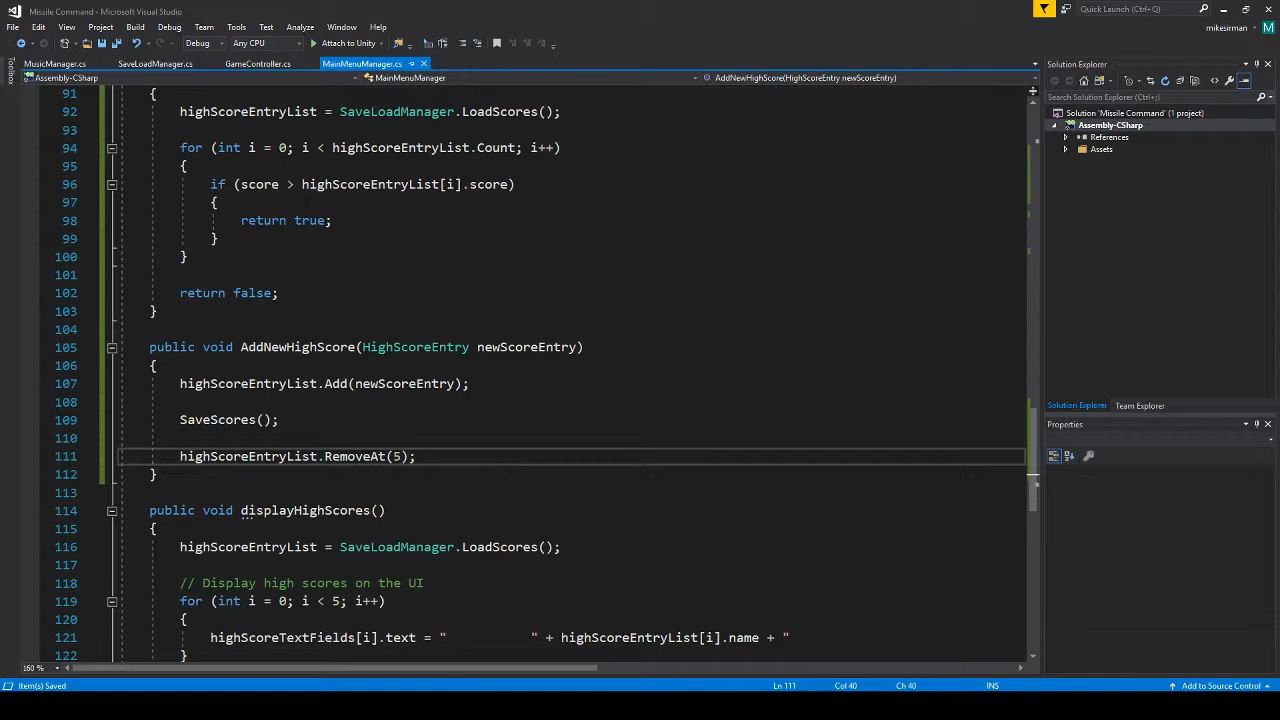 Missile Command - Microsoft Visual Studio
Quick Launch (Ctrl+Q)
File Edit View Project Build Debug Team Tools Test Analyze Window Help
mikesirman M
Debug Any CPU Attach to Unity
MusicManager.cs SaveLoadManager.cs GameController.cs MainMenuManager.cs
Assembly-CSharp MainMenuManager AddNewHighScore(HighScoreEntry newScoreEntry)
Toolbox
91 {
92 highScoreEntryList = SaveLoadManager.LoadScores();
93
94 for (int i = 0; i < highScoreEntryList.Count; i++)
95 {
96 if (score > highScoreEntryList[i].score)
97 {
98 return true;
99 }
100 }
101
102 return false;
103 }
104
105 public void AddNewHighScore(HighScoreEntry newScoreEntry)
106 {
107 highScoreEntryList.Add(newScoreEntry);
108
109 SaveScores();
110
111 highScoreEntryList.RemoveAt(5);
112 }
113
114 public void displayHighScores()
115 {
116 highScoreEntryList = SaveLoadManager.LoadScores();
117
118 // Display high scores on the UI
119 for (int i = 0; i < 5; i++)
120 {
121 highScoreTextFields[i].text = " " + highScoreEntryList[i].name + "
122 }
160 %
Solution Explorer
Search Solution Explorer (Ctrl+;)
Solution 'Missile Command' (1 project)
Assembly-CSharp
References
Assets
Solution Explorer Team Explorer
Properties
Item(s) Saved Ln 111 Col 40 Ch 40 INS Add to Source Control